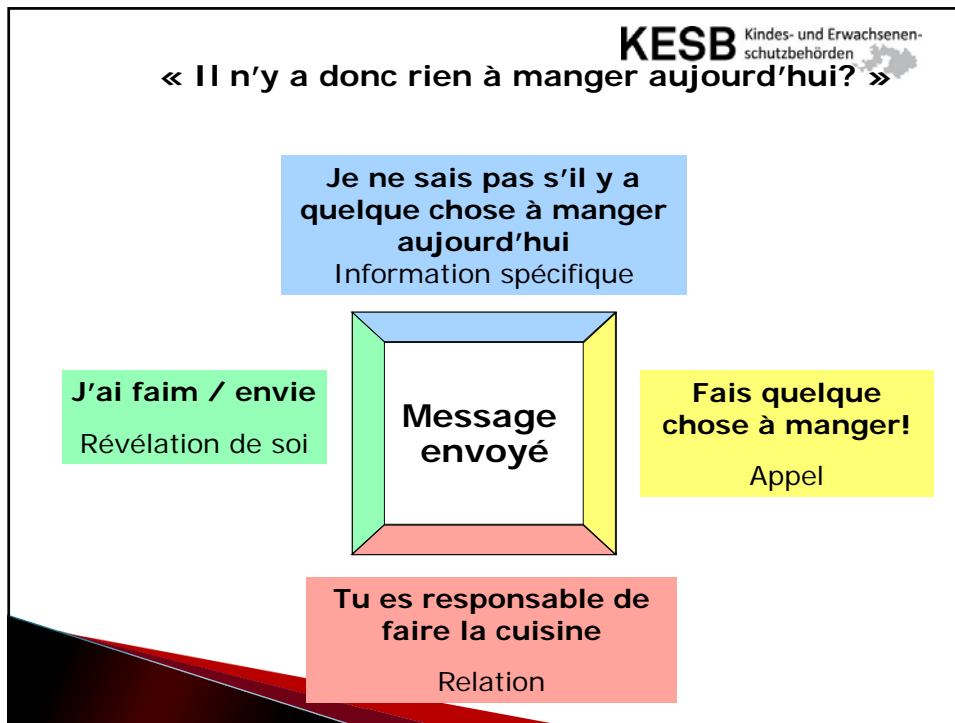 KESB Kindes- und Erwachsenen-
schutzbehörden
« Il n'y a donc rien à manger aujourd'hui? »
Je ne sais pas s'il y a
quelque chose à manger
aujourd'hui
Information spécifique
J'ai faim / envie
Révélation de soi
Message
envoyé
Fais quelque
chose à manger!
Appel
Tu es responsable de
faire la cuisine
Relation